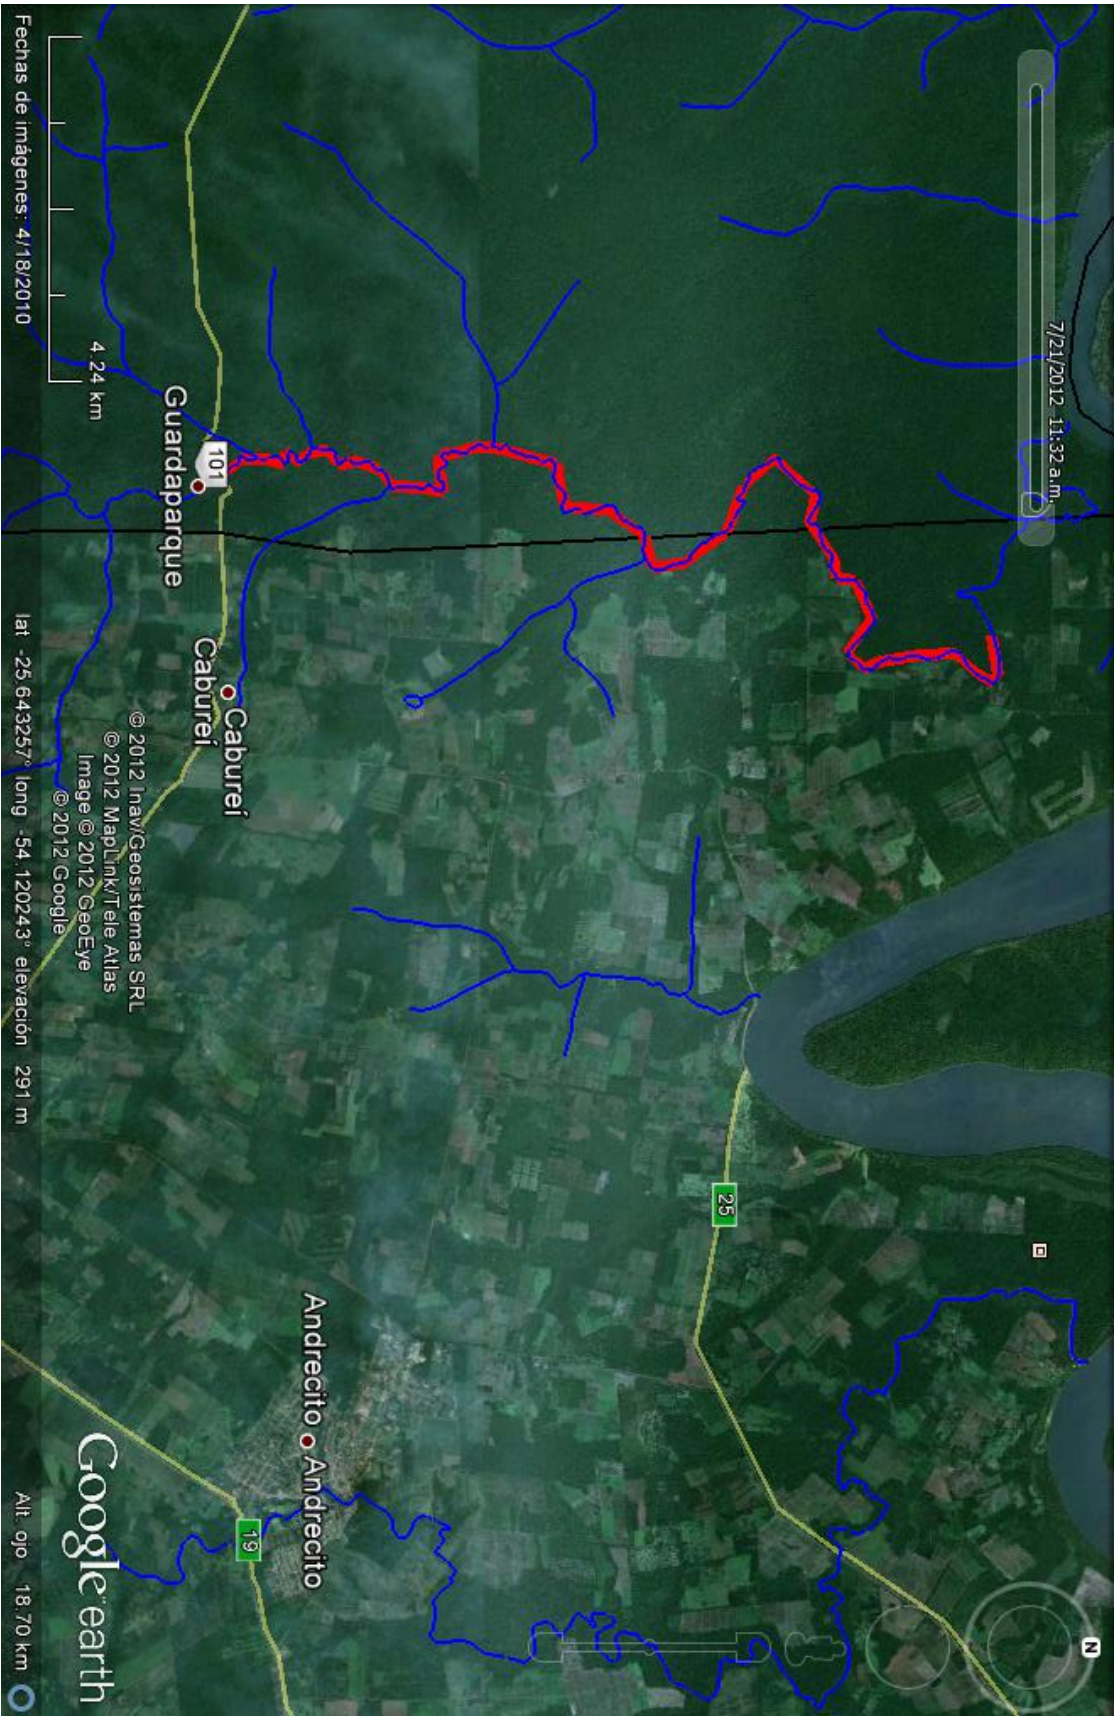 7/21/2012 11:32 a.m.
N
25
Andrecito
Andrecito
19
Caburei
Caburei
101
Guardaparque
© 2012 Inav/Geosistemas SRL
© 2012 MapLink/Tele Atlas
Image © 2012 GeoEye
© 2012 Google
4.24 km
Google earth
Fechas de imágenes: 4/18/2010
lat -25.643257° long -54.120243° elevación 291 m
Alt. ojo 18.70 km